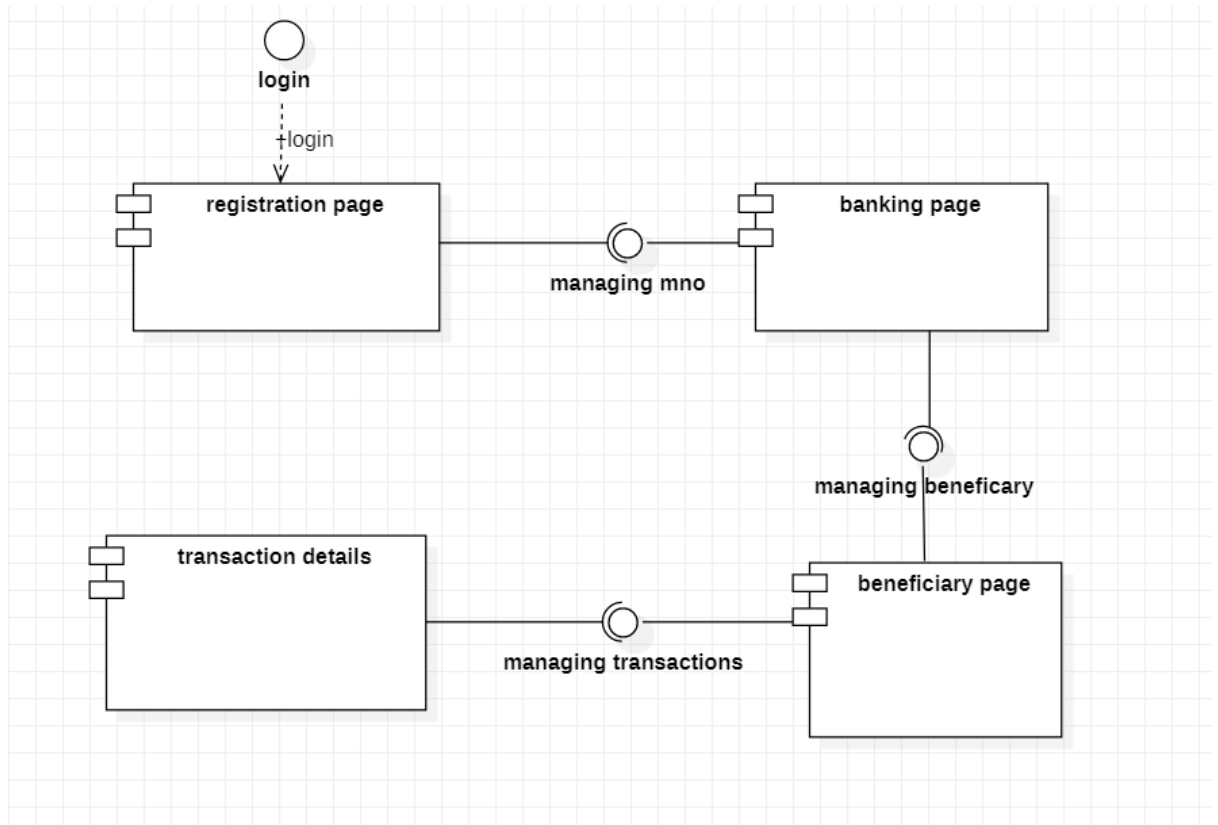 login
+login
registration page
banking page
managing mno
managing beneficary
transaction details
beneficiary page
managing transactions